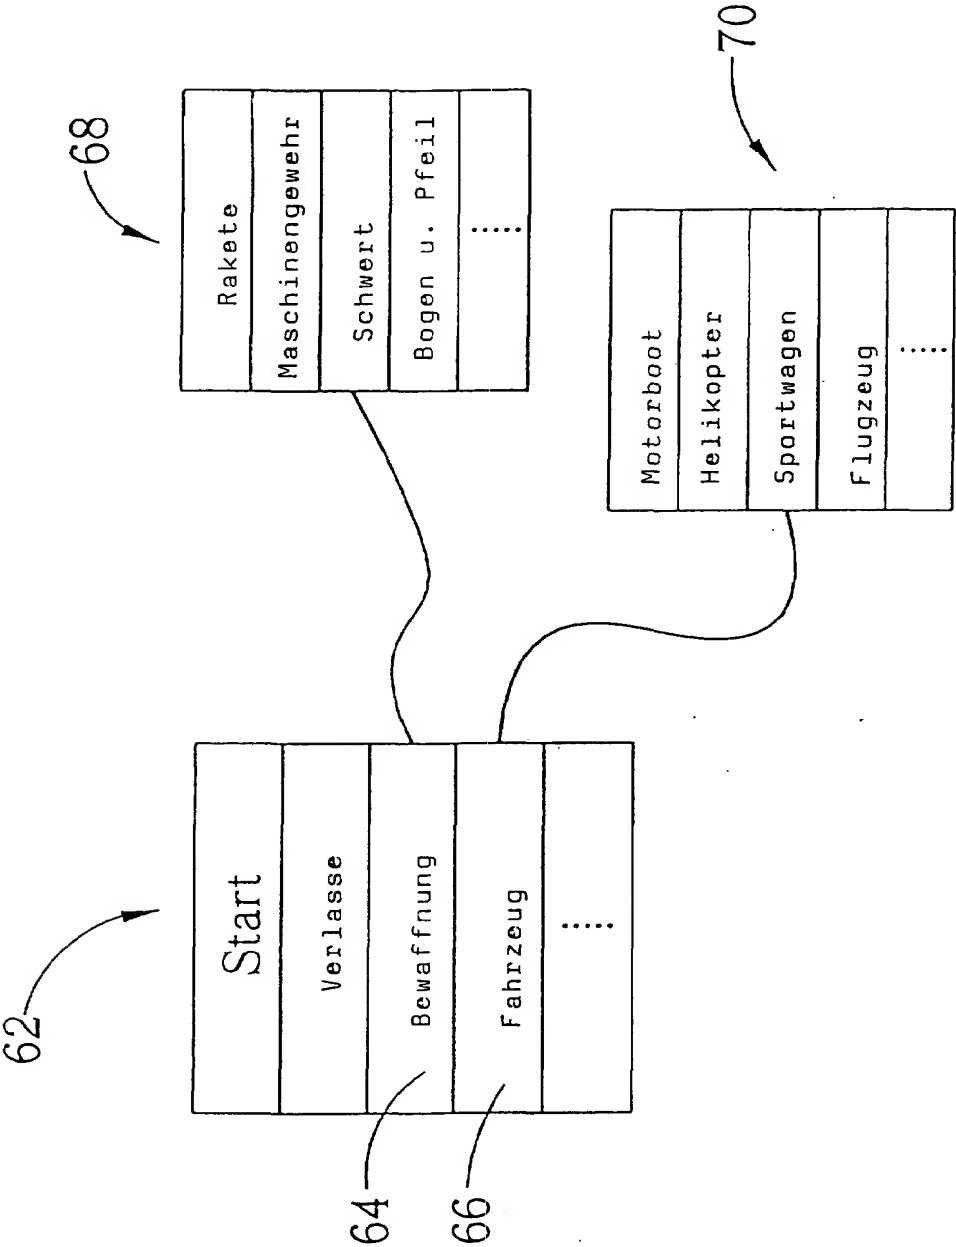 62
Start
Verlasse
64
Bewaffnung
66
Fahrzeug
.....
68
Rakete
Maschinengewehr
Schwert
Bogen u. Pfeil
.....
70
Motorboot
Helikopter
Sportwagen
Flugzeug
.....